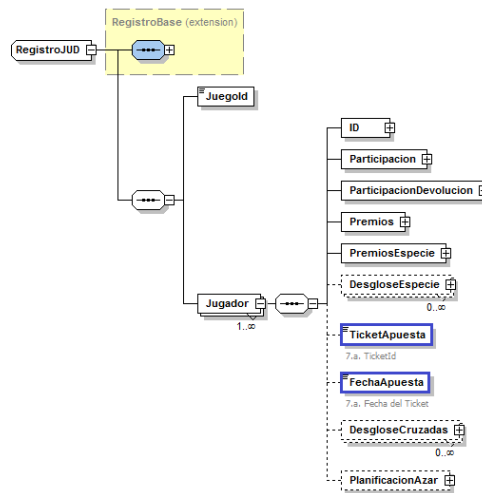 RegistroBase (extension)
RegistroJUD
JuegoId
ID
Participacion
ParticipacionDevolucion
Premios
PremiosEspecie
DesgloseEspecie
0..∞
Jugador
1..∞
TicketApuesta
7.a. TicketId
FechaApuesta
7.a. Fecha del Ticket
DesgloseCruzadas
0..∞
PlanificacionAzar